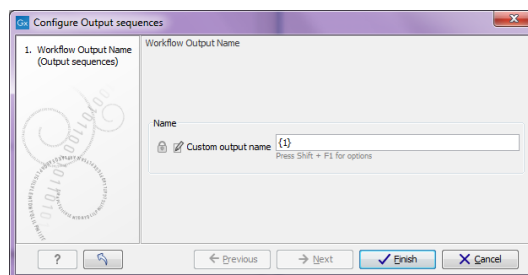 Gx Configure Output sequences
1. Workflow Output Name
(Output sequences)
Workflow Output Name
Name
Custom output name {1}
Press Shift + F1 for options
? Previous Next Finish Cancel